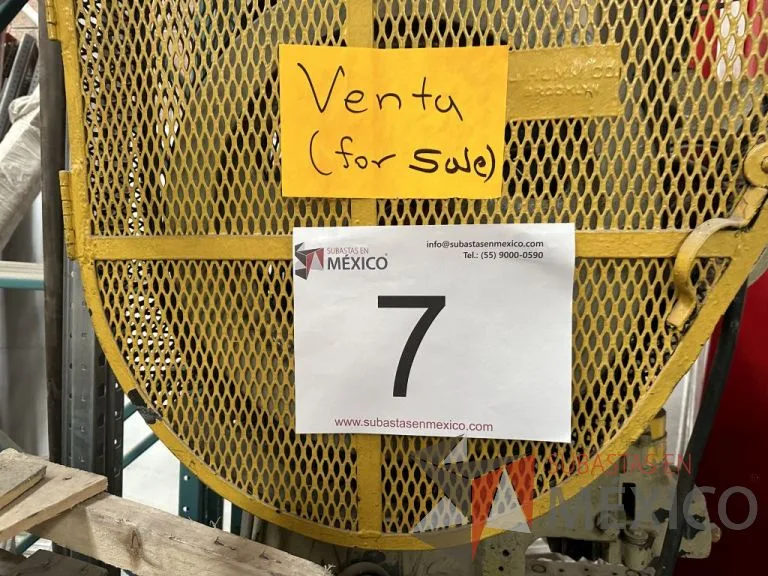 Venta
(for Sale)
BROOKLYN
SUBASTAS EN
MÉXICO
info@subastasenmexico.com
Tel.: (55) 9000-0590
7
www.subastasenmexico.com
SUBASTAS EN
MÉXICO